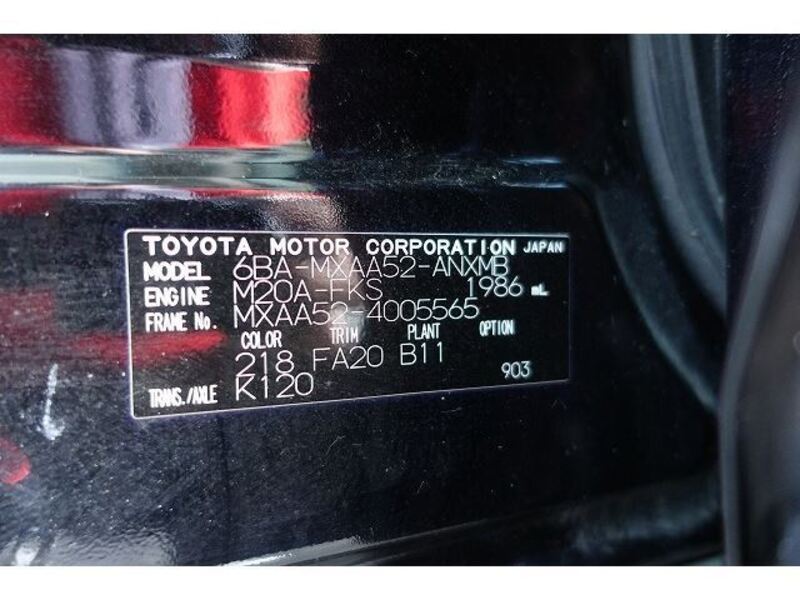 TOYOTA MOTOR CORPORATION JAPAN
MODEL 6BA-MXAA52-ANXMB
ENGINE M20A-FKS 1986 mL
FRAME No. MXAA52-4005565
COLOR TRIM PLANT OPTION
218 FA20 B11
903
TRANS./AXLE K120